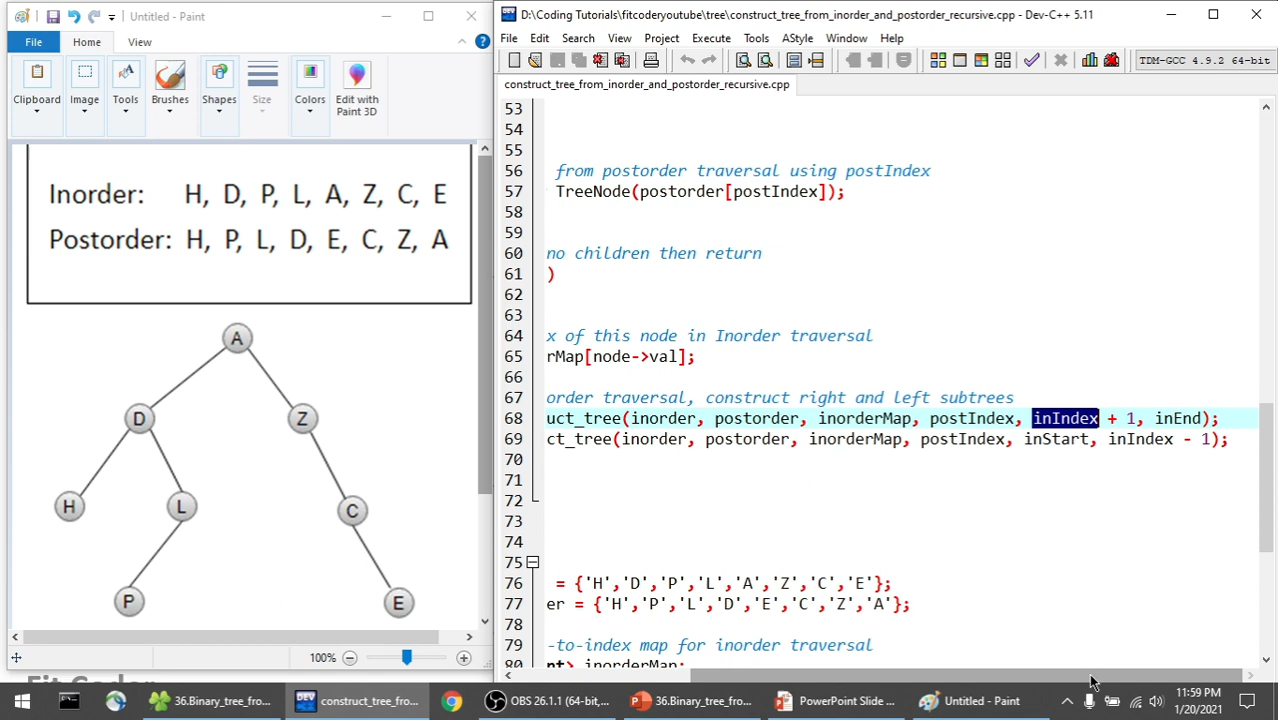 Untitled - Paint
File
Home
View
Clipboard
Image
Tools
Brushes
Shapes
Size
Colors
Edit with
Paint 3D
Inorder: H, D, P, L, A, Z, C, E
Postorder: H, P, L, D, E, C, Z, A
A
D
Z
H
L
C
P
E
100%
D:\Coding Tutorials\fitcoderyoutube\tree\construct_tree_from_inorder_and_postorder_recursive.cpp - Dev-C++ 5.11
File Edit Search View Project Execute Tools AStyle Window Help
TDM-GCC 4.9.2 64-bit
construct_tree_from_inorder_and_postorder_recursive.cpp
53
54
55
56 from postorder traversal using postIndex
57 TreeNode(postorder[postIndex]);
58
59
60 no children then return
61 )
62
63
64 x of this node in Inorder traversal
65 rMap[node->val];
66
67 order traversal, construct right and left subtrees
68 uct_tree(inorder, postorder, inorderMap, postIndex, inIndex + 1, inEnd);
69 ct_tree(inorder, postorder, inorderMap, postIndex, inStart, inIndex - 1);
70
71
72
73
74
75
76 = {'H','D','P','L','A','Z','C','E'};
77 er = {'H','P','L','D','E','C','Z','A'};
78
79 -to-index map for inorder traversal
80 nt> inorderMap;
36.Binary_tree_fro...
construct_tree_fro...
OBS 26.1.1 (64-bit,...
36.Binary_tree_fro...
PowerPoint Slide ...
Untitled - Paint
11:59 PM
1/20/2021